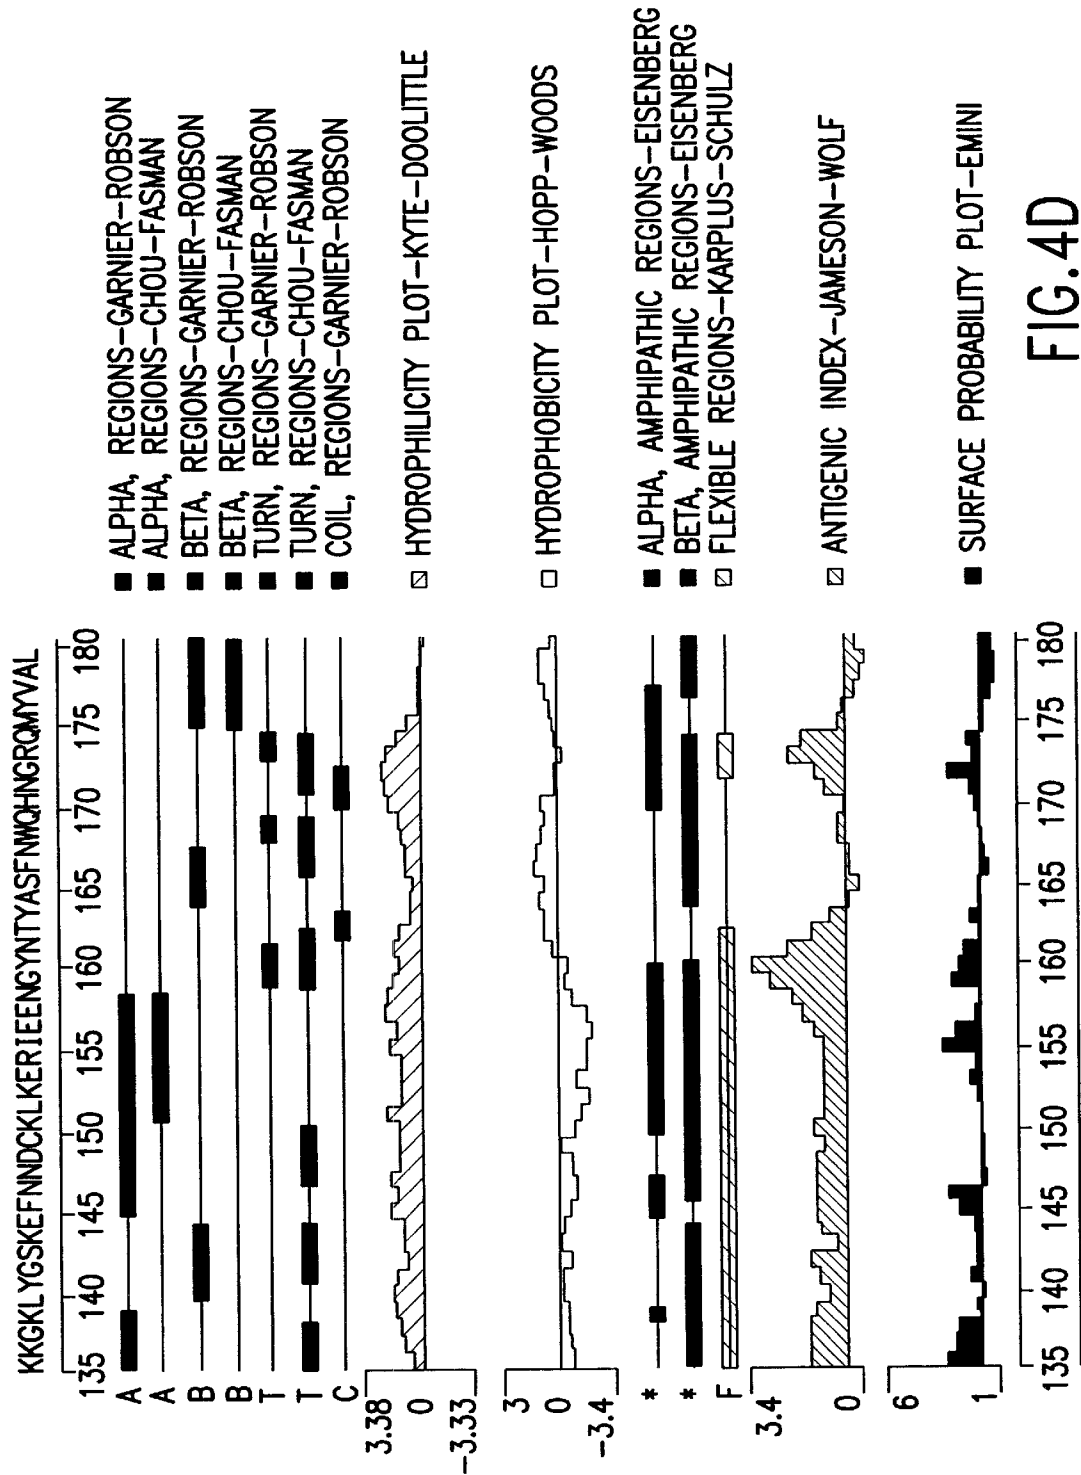 KKGKLYGSKEFNNDCKLKERIEENGYNTYASFNWQHNGRQMYVAL
135 140 145 150 155 160 165 170 175 180
A ALPHA, REGIONS-GARNIER-ROBSON
A ALPHA, REGIONS-CHOU-FASMAN
B BETA, REGIONS-GARNIER-ROBSON
B BETA, REGIONS-CHOU-FASMAN
T TURN, REGIONS-GARNIER-ROBSON
T TURN, REGIONS-CHOU-FASMAN
C COIL, REGIONS-GARNIER-ROBSON
3.38
0 HYDROPHILICITY PLOT-KYTE-DOOLITTLE
-3.33
3
0 HYDROPHOBICITY PLOT-HOPP-WOODS
-3.4
* ALPHA, AMPHIPATHIC REGIONS-EISENBERG
* BETA, AMPHIPATHIC REGIONS-EISENBERG
F FLEXIBLE REGIONS-KARPLUS-SCHULZ
3.4
ANTIGENIC INDEX-JAMESON-WOLF
0
6
SURFACE PROBABILITY PLOT-EMINI
1
135 140 145 150 155 160 165 170 175 180
FIG.4D